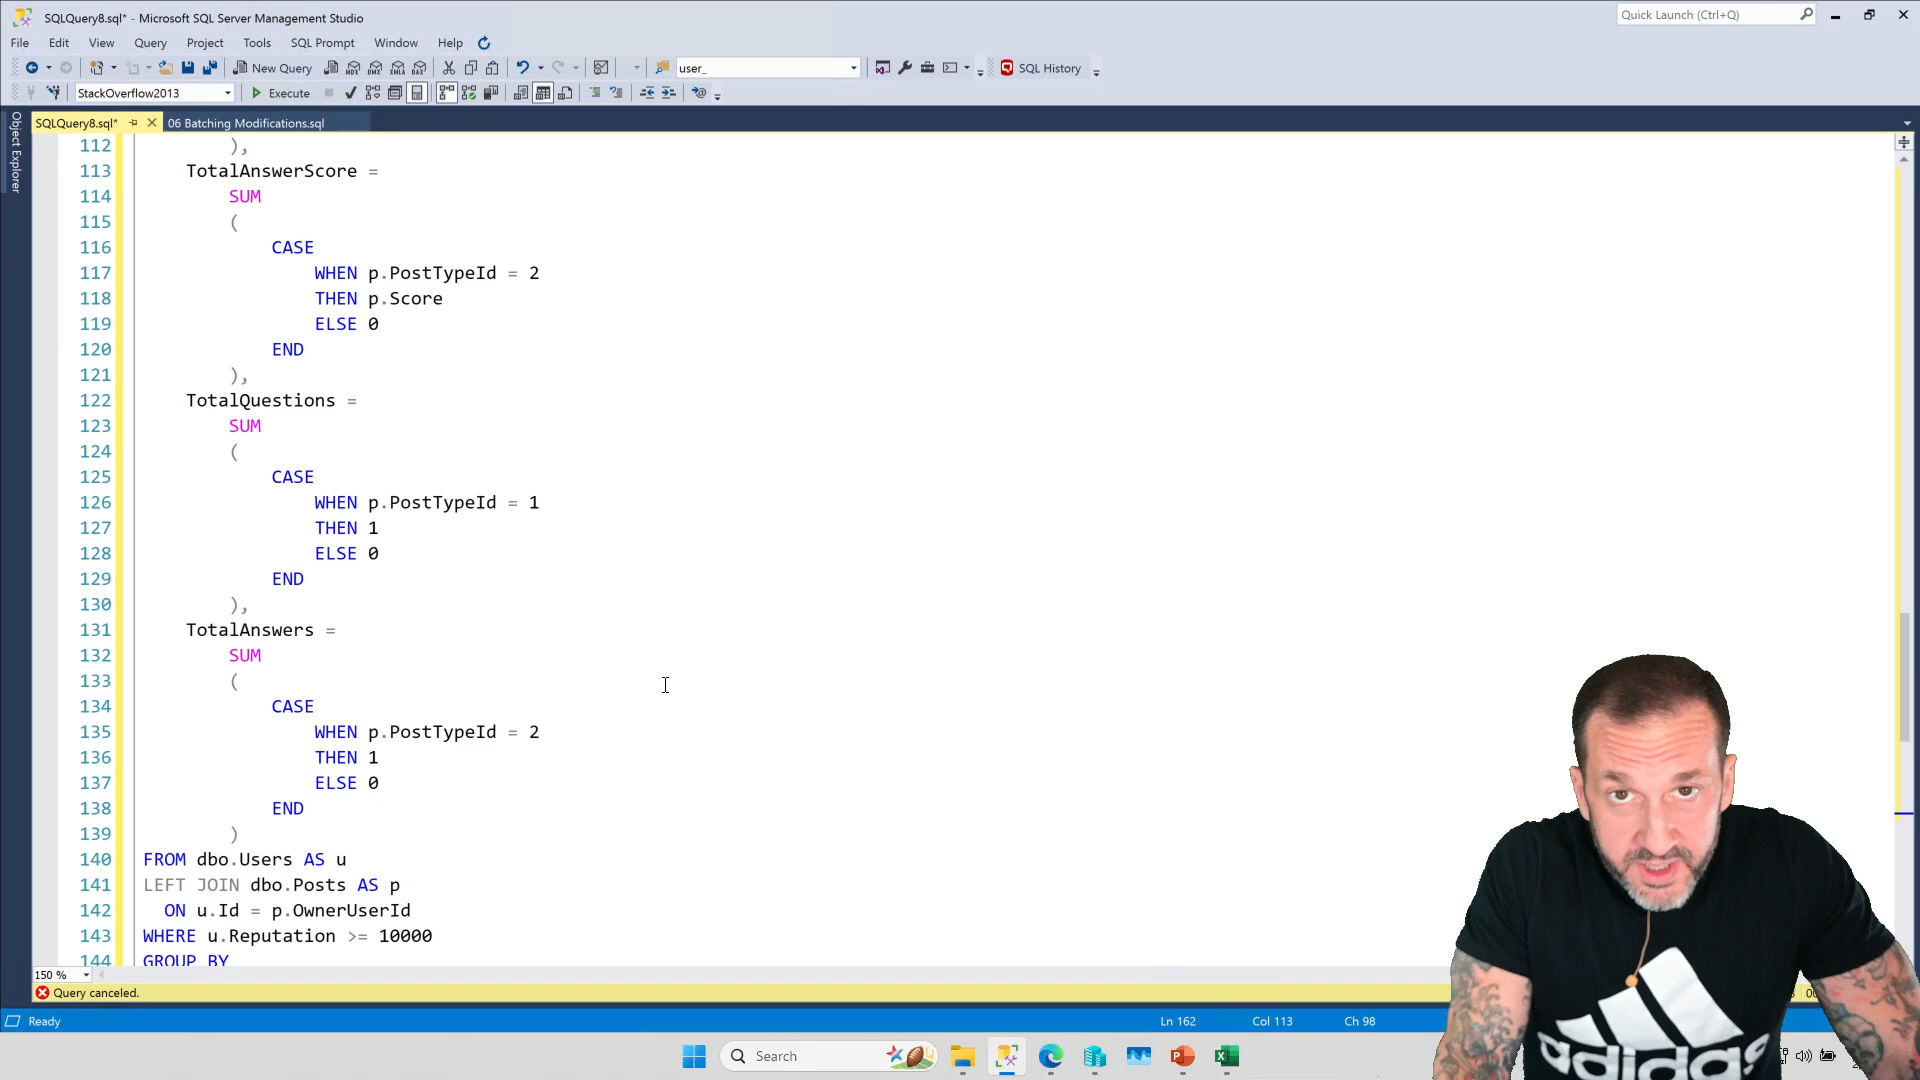 SQLQuery8.sql* - Microsoft SQL Server Management Studio
Quick Launch (Ctrl+Q)
File Edit View Query Project Tools SQL Prompt Window Help
New Query MDX DMX XMLA DAX user_ SQL History
StackOverflow2013 Execute
SQLQuery8.sql* 06 Batching Modifications.sql
Object Explorer
112 ),
113 TotalAnswerScore =
114 SUM
115 (
116 CASE
117 WHEN p.PostTypeId = 2
118 THEN p.Score
119 ELSE 0
120 END
121 ),
122 TotalQuestions =
123 SUM
124 (
125 CASE
126 WHEN p.PostTypeId = 1
127 THEN 1
128 ELSE 0
129 END
130 ),
131 TotalAnswers =
132 SUM
133 (
134 CASE
135 WHEN p.PostTypeId = 2
136 THEN 1
137 ELSE 0
138 END
139 )
140 FROM dbo.Users AS u
141 LEFT JOIN dbo.Posts AS p
142 ON u.Id = p.OwnerUserId
143 WHERE u.Reputation >= 10000
144 GROUP BY
150 %
Query canceled.
Ready Ln 162 Col 113 Ch 98
Search
adidas